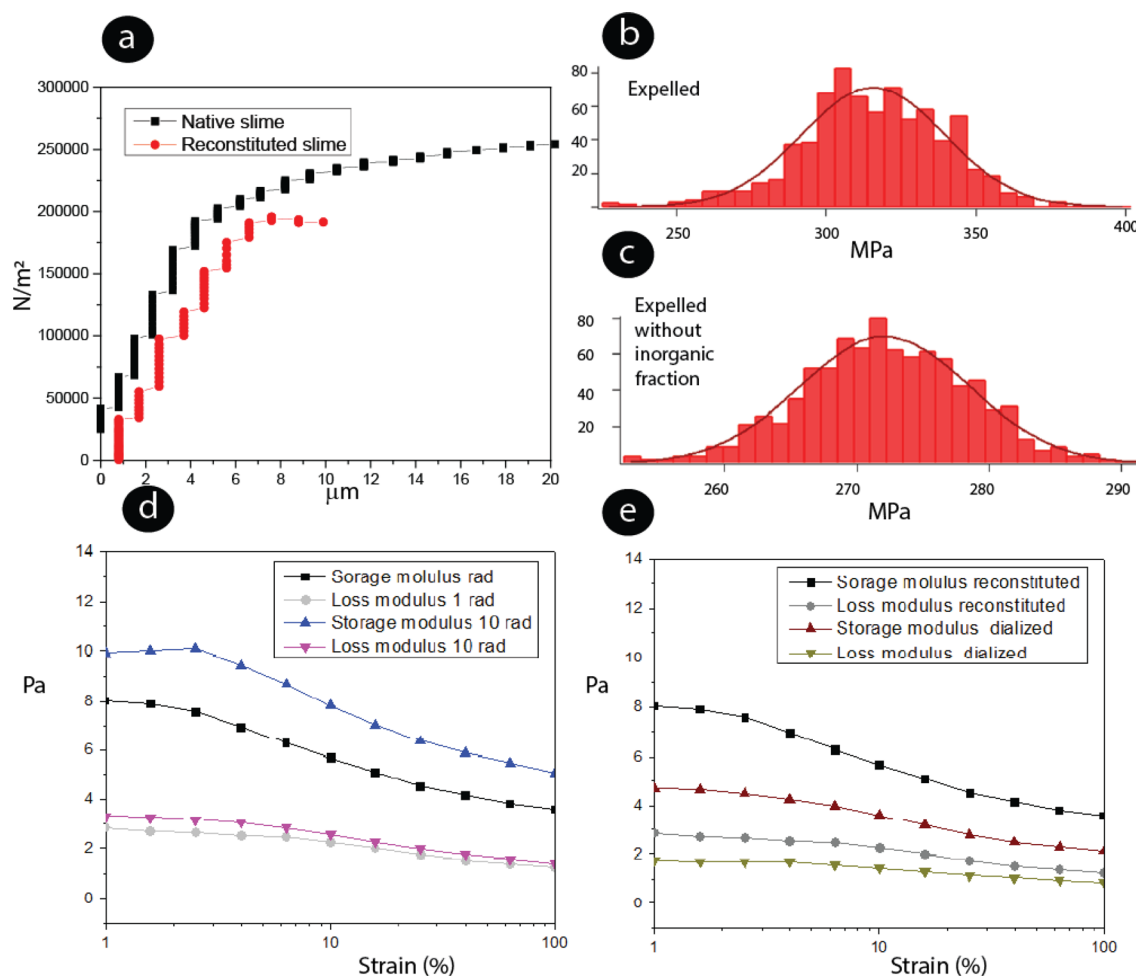 a
N/m²
300000
250000
200000
150000
100000
50000
0
Native slime
Reconstituted slime
0 2 4 6 8 10 12 14 16 18 20
µm
b
Expelled
80
60
40
20
250 300 350 400
MPa
c
Expelled
without
inorganic
fraction
80
60
40
20
0
260 270 280 290
MPa
d
Pa
14
12
10
8
6
4
2
0
Sorage molulus rad
Loss modulus 1 rad
Storage modulus 10 rad
Loss modulus 10 rad
1 10 100
Strain (%)
e
Pa
14
12
10
8
6
4
2
0
Sorage molulus reconstituted
Loss modulus reconstituted
Storage modulus dialized
Loss modulus dialized
1 10 100
Strain (%)